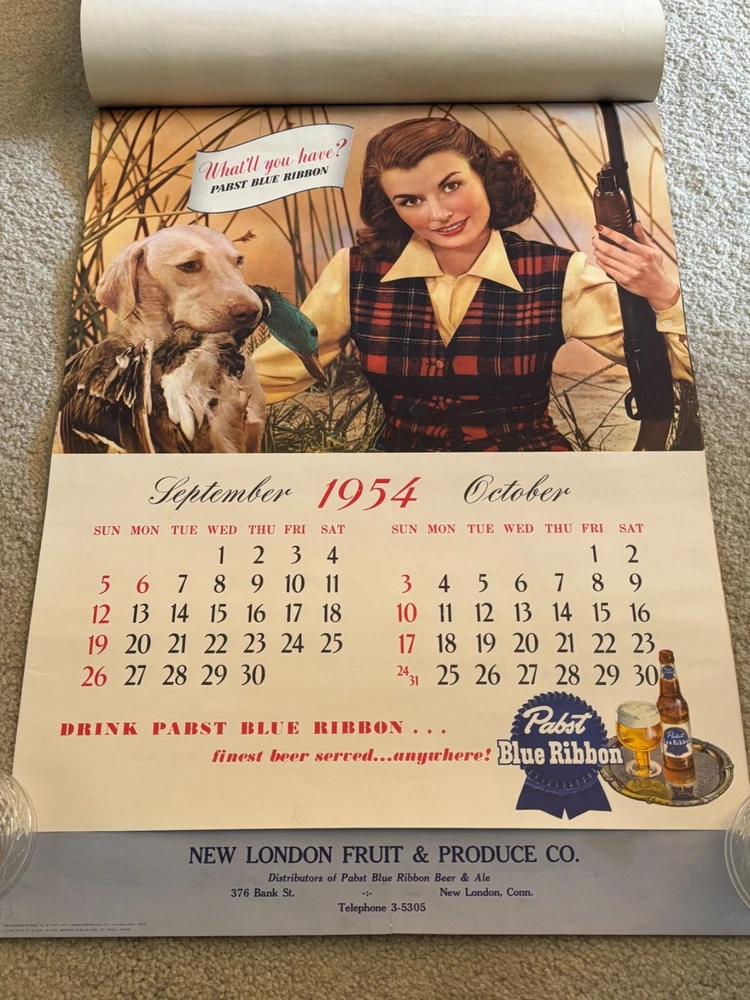 What'll you have?
PABST BLUE RIBBON
September 1954 October
SUN MON TUE WED THU FRI SAT
1 2 3 4
5 6 7 8 9 10 11
12 13 14 15 16 17 18
19 20 21 22 23 24 25
26 27 28 29 30
SUN MON TUE WED THU FRI SAT
1 2
3 4 5 6 7 8 9
10 11 12 13 14 15 16
17 18 19 20 21 22 23
24/31 25 26 27 28 29 30
DRINK PABST BLUE RIBBON . . .
finest beer served...anywhere!
Pabst
Blue Ribbon
Pabst
Blue Ribbon
NEW LONDON FRUIT & PRODUCE CO.
Distributors of Pabst Blue Ribbon Beer & Ale
376 Bank St. -:- New London, Conn.
Telephone 3-5305